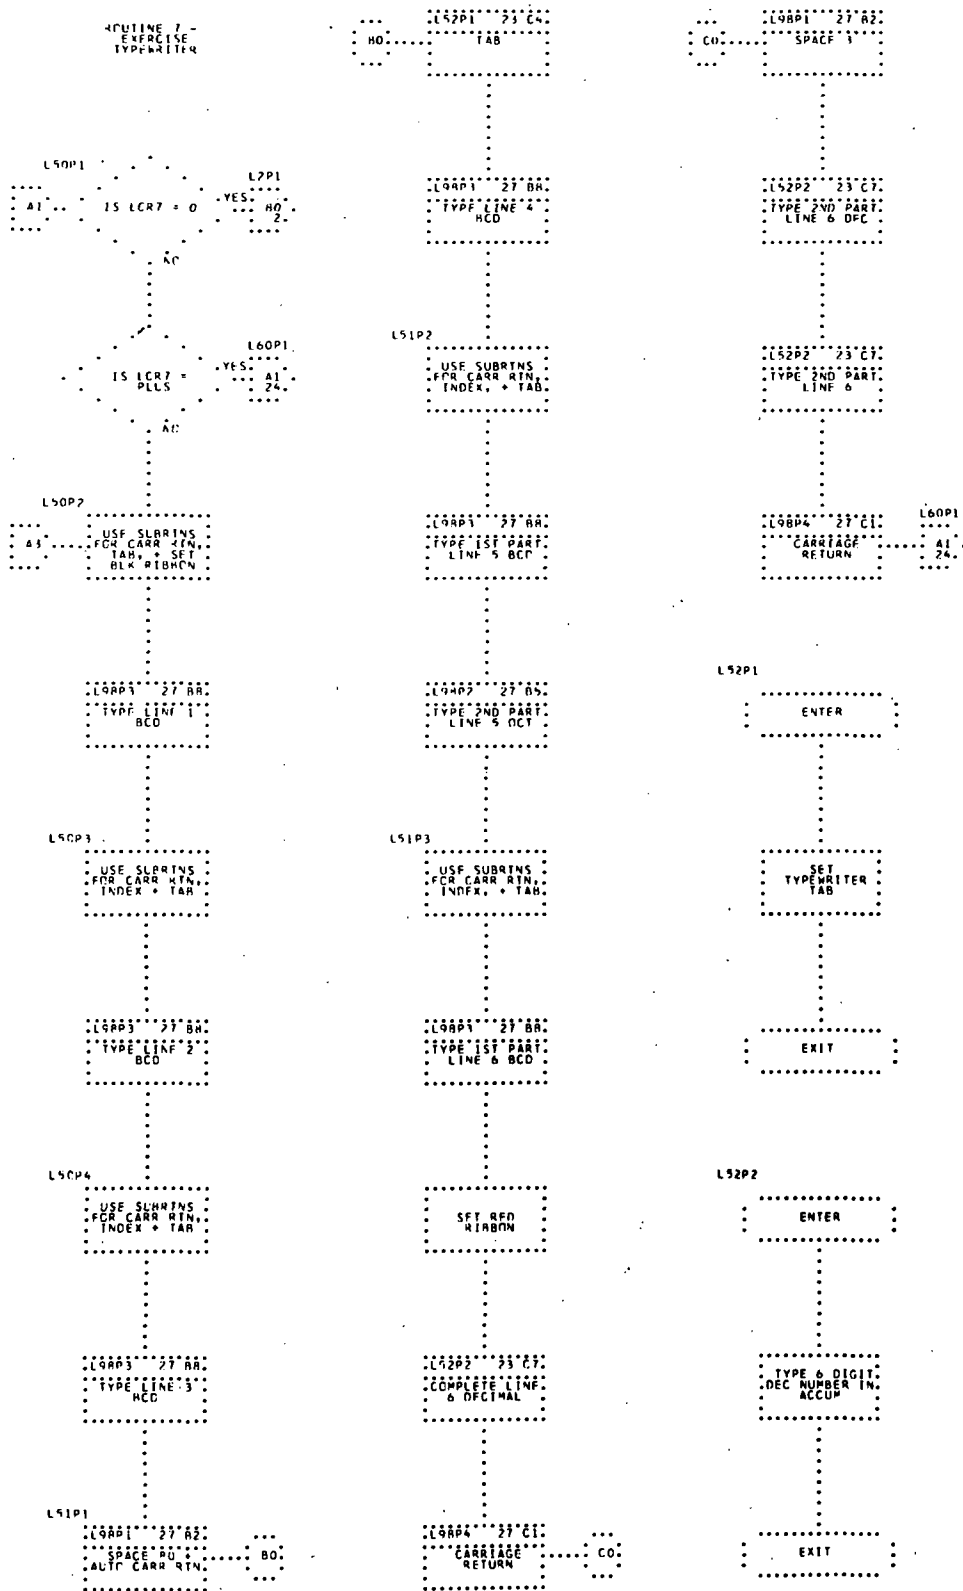 ROUTINE 7 -
EXERCISE
TYPEWRITER
L50P1
A1
IS LCR7 = 0
YES
L7P1
B0
2
NO
IS LCR7 =
PLUS
YES
L60P1
A1
24
NO
L50P2
A3
USE SUBRTNS
FOR CARR RTN,
TAB, + SET
BLK RIBBON
L98P3 27 B8
TYPE LINE 1
BCD
L50P3
USE SUBRTNS
FOR CARR RTN,
INDEX + TAB
L98P3 27 B8
TYPE LINE 2
BCD
L50P4
USE SUBRTNS
FOR CARR RTN,
INDEX + TAB
L98P3 27 B8
TYPE LINE 3
BCD
L51P1
L98P1 27 B2
SPACE 80 +
AUTO CARR RTN
B0
B0
L52P1 23 C4
TAB
L98P3 27 B8
TYPE LINE 4
BCD
L51P2
USE SUBRTNS
FOR CARR RTN,
INDEX, + TAB
L98P3 27 B8
TYPE 1ST PART
LINE 5 BCD
L98P2 27 B5
TYPE 2ND PART
LINE 5 OCT
L51P3
USE SUBRTNS
FOR CARR RTN,
INDEX, + TAB
L98P3 27 B8
TYPE 1ST PART
LINE 6 BCD
SET RED
RIBBON
L52P2 23 C7
COMPLETE LINE
6 DECIMAL
L98P4 27 C1
CARRIAGE
RETURN
C0
C0
L98P1 27 B2
SPACE 3
L52P2 23 C7
TYPE 2ND PART
LINE 6 DEC
L52P2 23 C7
TYPE 2ND PART
LINE 6
L98P4 27 C1
CARRIAGE
RETURN
L60P1
A1
24
L52P1
ENTER
SET
TYPEWRITER
TAB
EXIT
L52P2
ENTER
TYPE 6 DIGIT
DEC NUMBER IN
ACCUM
EXIT